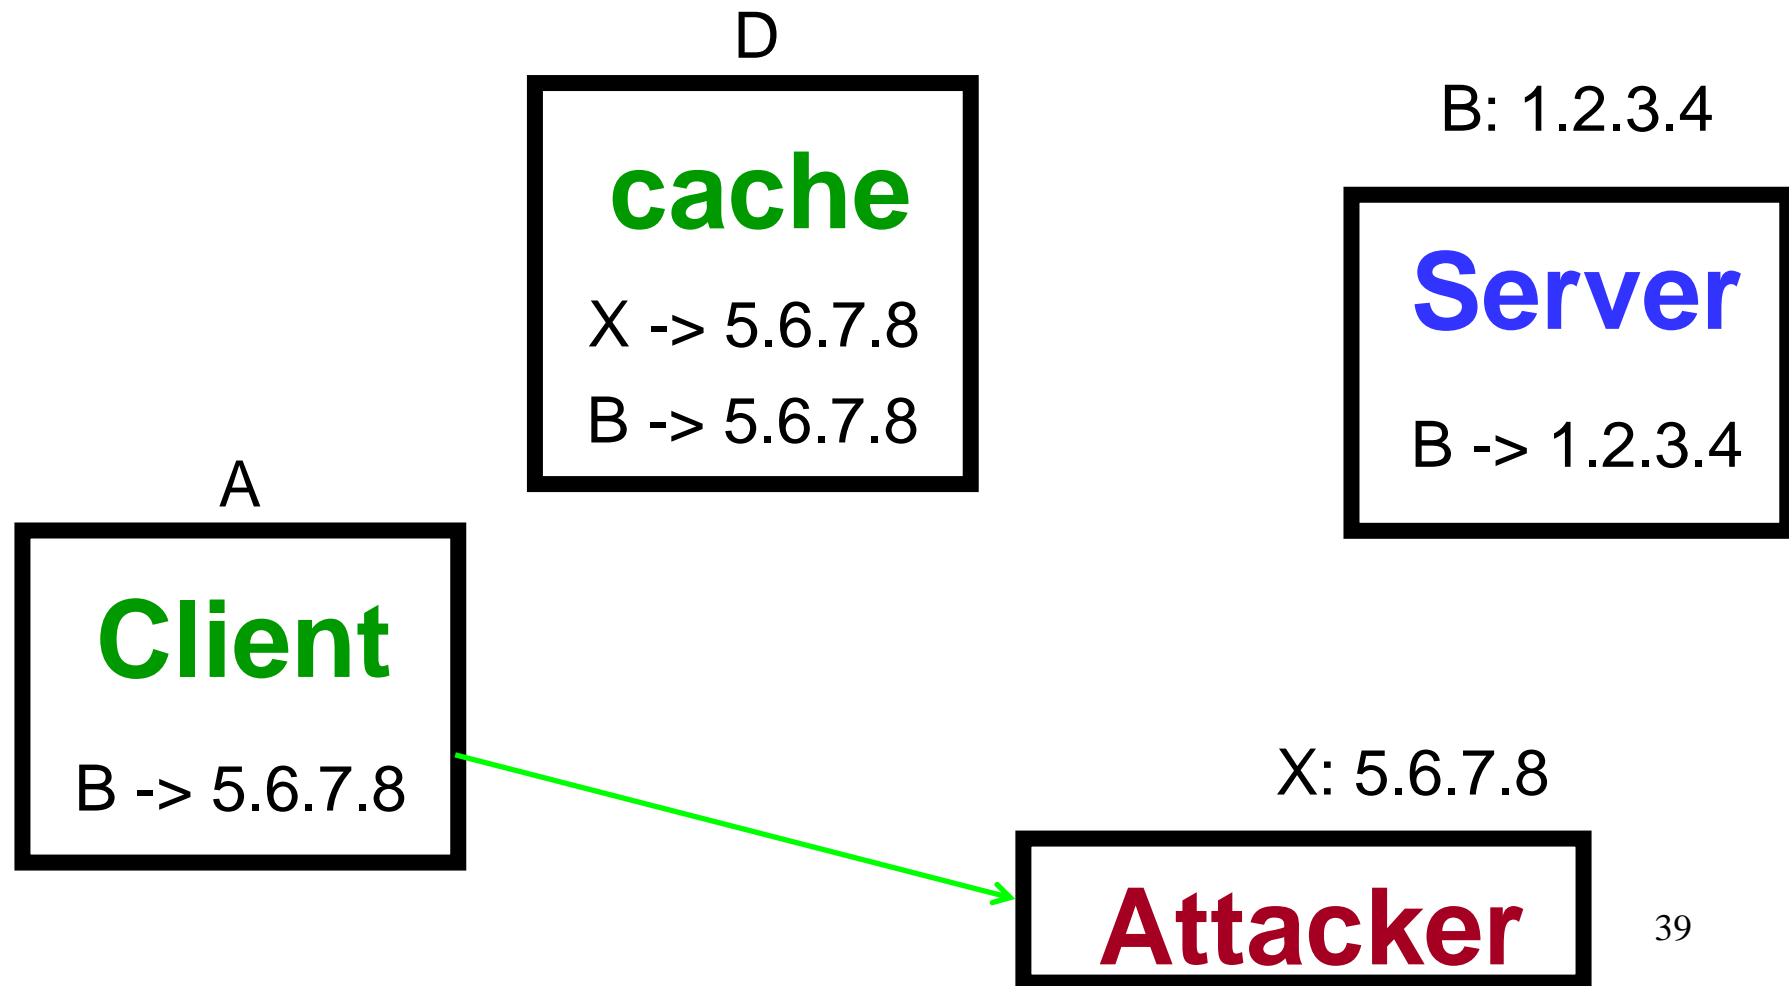 D
cache
X -> 5.6.7.8
B -> 5.6.7.8
B: 1.2.3.4
Server
B -> 1.2.3.4
A
Client
B -> 5.6.7.8
X: 5.6.7.8
Attacker
39